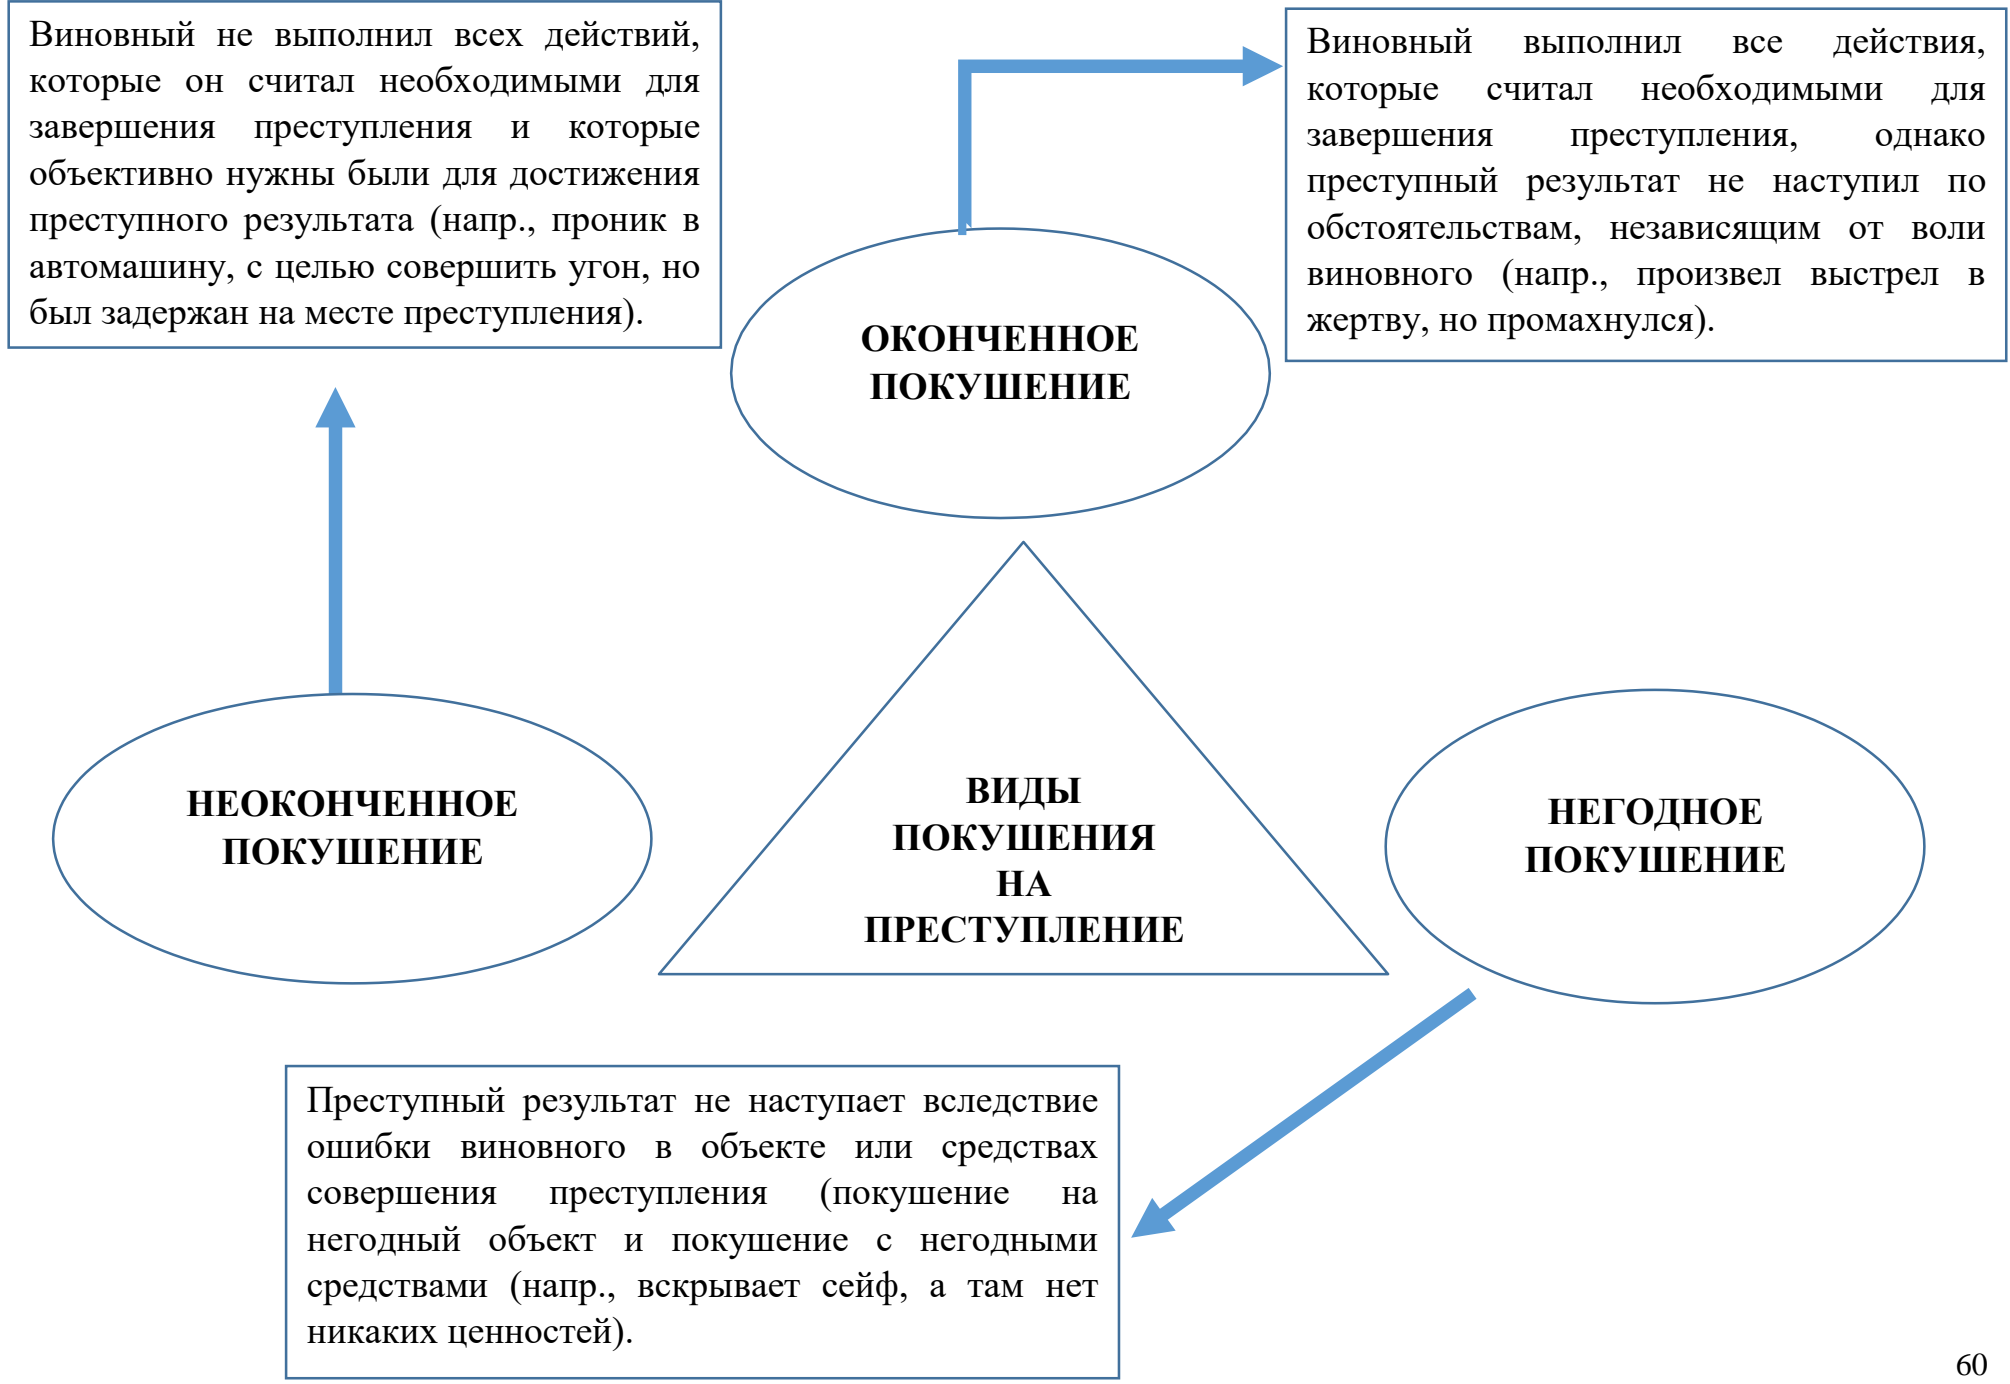 Виновный не выполнил всех действий,
которые он считал необходимыми для
завершения преступления и которые
объективно нужны были для достижения
преступного результата (напр., проник в
автомашину, с целью совершить угон, но
был задержан на месте преступления).
Виновный выполнил все действия,
которые считал необходимыми для
завершения преступления, однако
преступный результат не наступил по
обстоятельствам, независящим от воли
виновного (напр., произвел выстрел в
жертву, но промахнулся).
ОКОНЧЕННОЕ
ПОКУШЕНИЕ
НЕОКОНЧЕННОЕ
ПОКУШЕНИЕ
ВИДЫ
ПОКУШЕНИЯ
НА
ПРЕСТУПЛЕНИЕ
НЕГОДНОЕ
ПОКУШЕНИЕ
Преступный результат не наступает вследствие
ошибки виновного в объекте или средствах
совершения преступления (покушение на
негодный объект и покушение с негодными
средствами (напр., вскрывает сейф, а там нет
никаких ценностей).
60